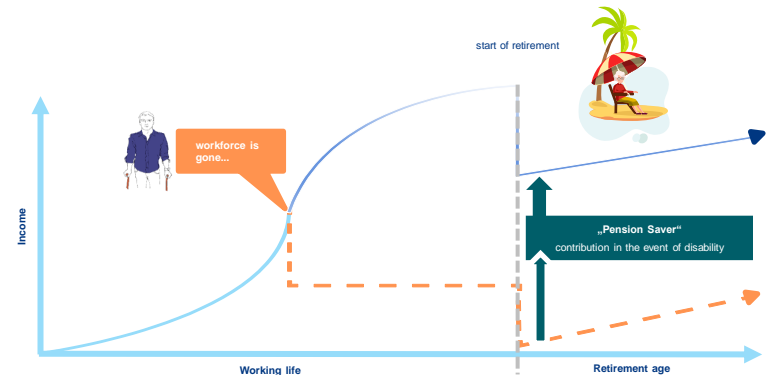 start of retirement
workforce is
gone...
„Pension Saver“
contribution in the event of disability
Income
Working life
Retirement age